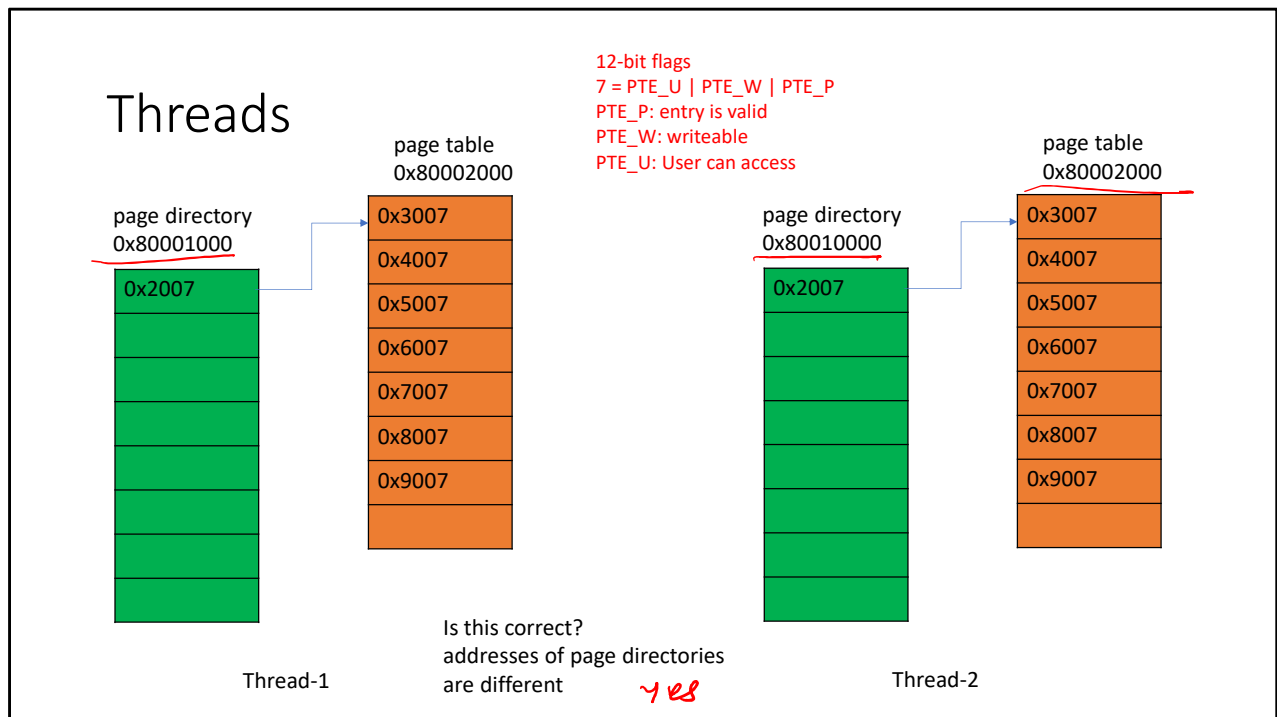 Threads
12-bit flags
7 = PTE_U | PTE_W | PTE_P
PTE_P: entry is valid
PTE_W: writeable
PTE_U: User can access
page directory
0x80001000
0x2007
page table
0x80002000
0x3007
0x4007
0x5007
0x6007
0x7007
0x8007
0x9007
Thread-1
page directory
0x80010000
0x2007
page table
0x80002000
0x3007
0x4007
0x5007
0x6007
0x7007
0x8007
0x9007
Thread-2
Is this correct?
addresses of page directories
are different
yes